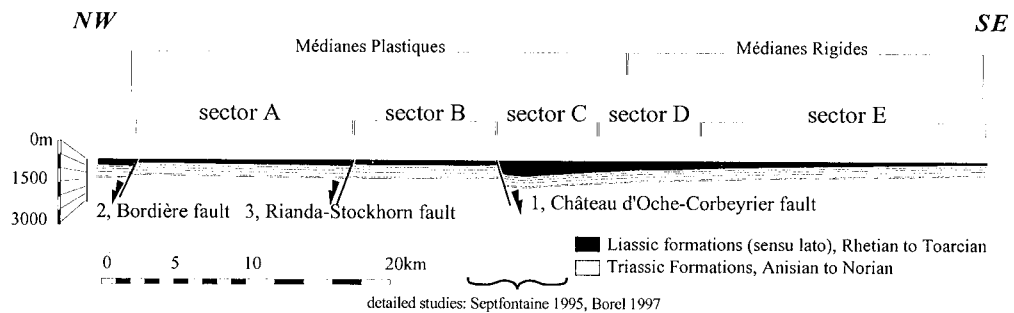 NW
SE
Médianes Plastiques
Médianes Rigides
sector A
sector B
sector C
sector D
sector E
0m
1500
3000
2, Bordière fault
3, Rianda-Stockhorn fault
1, Château d'Oche-Corbeyrier fault
Liassic formations (sensu lato), Rhetian to Toarcian
Triassic Formations, Anisian to Norian
0 5 10 20km
detailed studies: Septfontaine 1995, Borel 1997